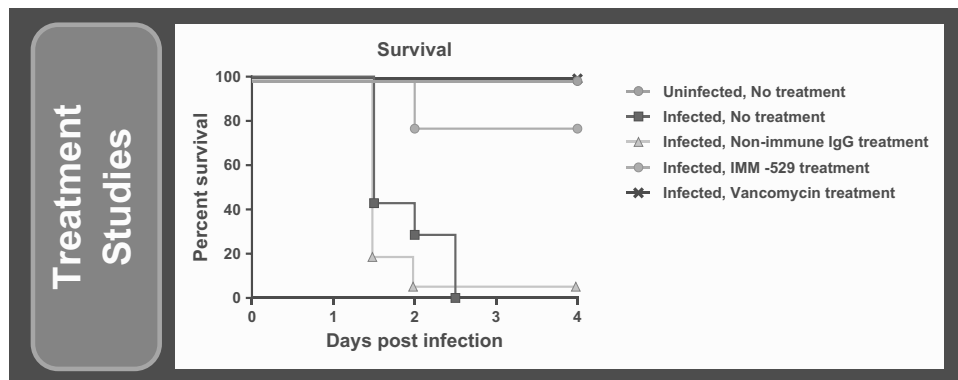 Treatment
Studies
Survival
Percent survival
100
80
60
40
20
0
0 1 2 3 4
Days post infection
Uninfected, No treatment
Infected, No treatment
Infected, Non-immune IgG treatment
Infected, IMM -529 treatment
Infected, Vancomycin treatment